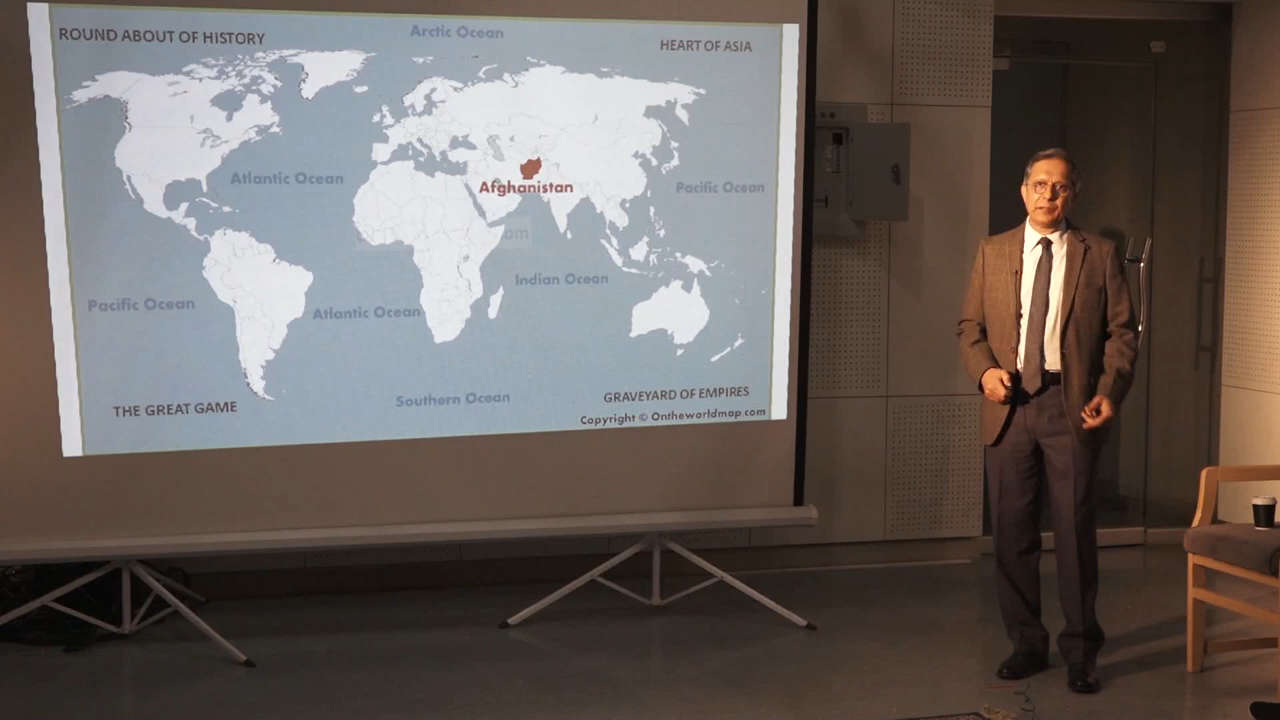 ROUND ABOUT OF HISTORY
Arctic Ocean
HEART OF ASIA
Atlantic Ocean
Afghanistan
Pacific Ocean
Indian Ocean
Pacific Ocean
Atlantic Ocean
THE GREAT GAME
Southern Ocean
GRAVEYARD OF EMPIRES
Copyright © Ontheworldmap.com